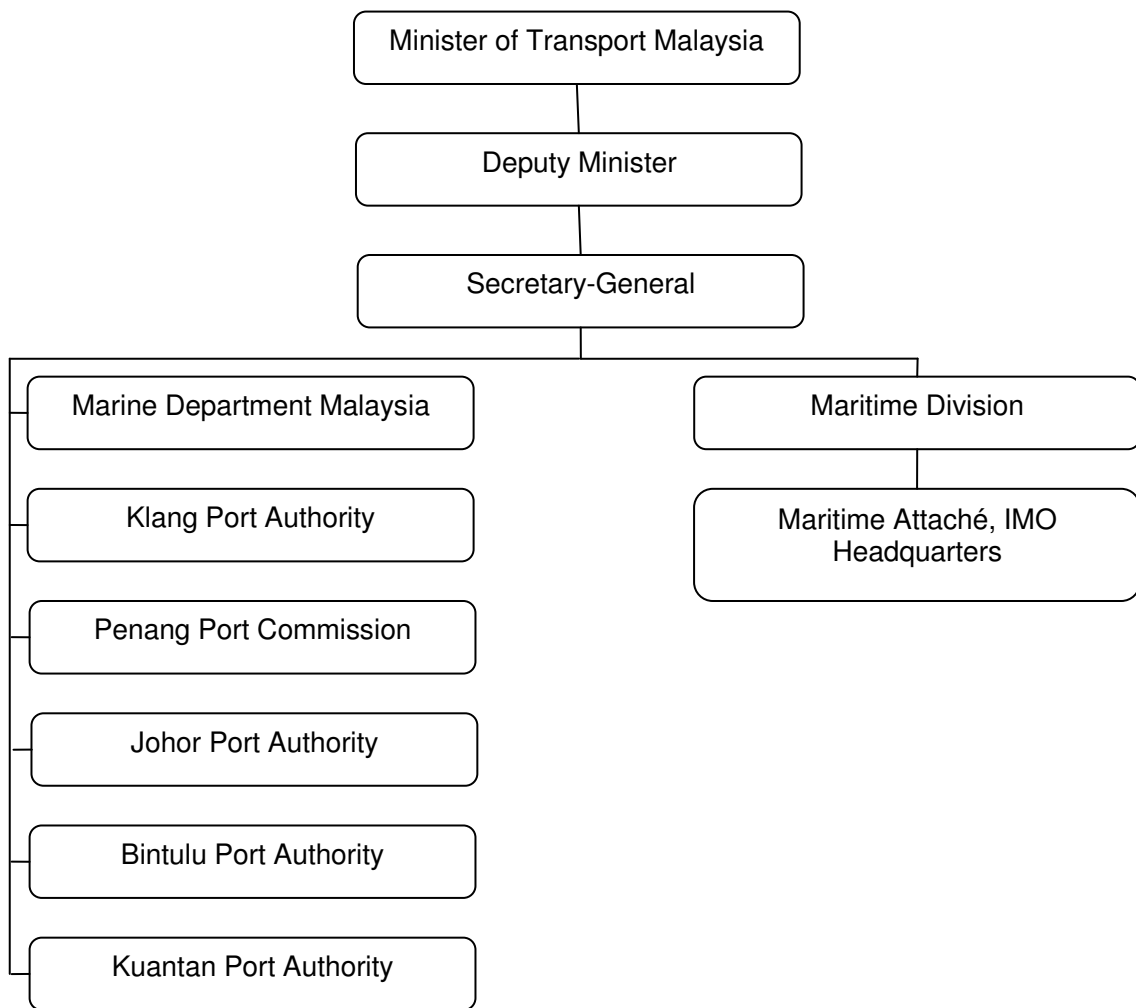 Minister of Transport Malaysia
Deputy Minister
Secretary-General
Marine Department Malaysia
Maritime Division
Klang Port Authority
Maritime Attaché, IMO
Headquarters
Penang Port Commission
Johor Port Authority
Bintulu Port Authority
Kuantan Port Authority